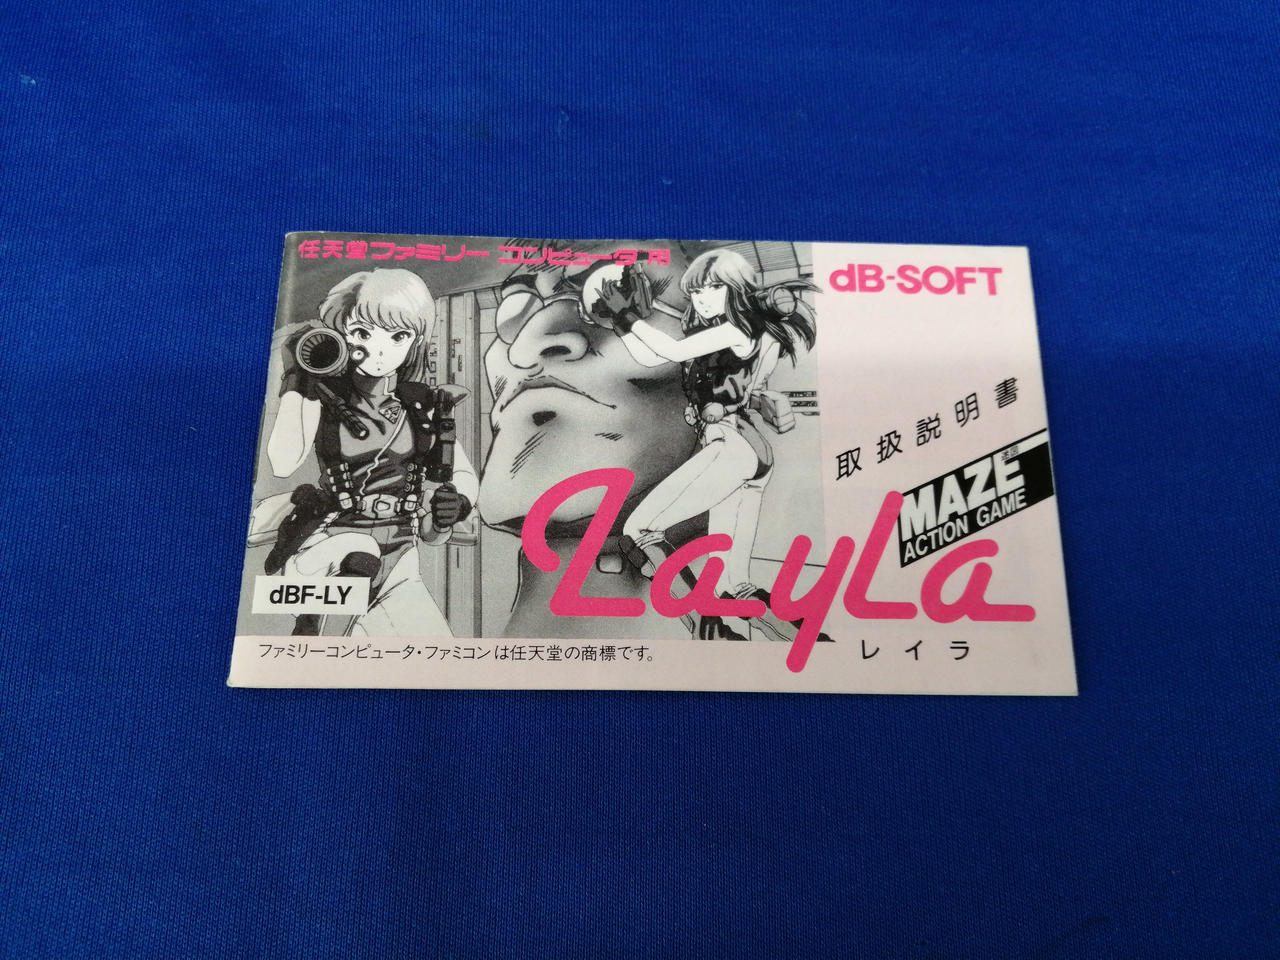 任天堂ファミリー コンピュータ用
dB-SOFT
取扱説明書
MAZE
ACTION GAME
LayLa
レイラ
dBF-LY
ファミリーコンピュータ・ファミコンは任天堂の商標です。